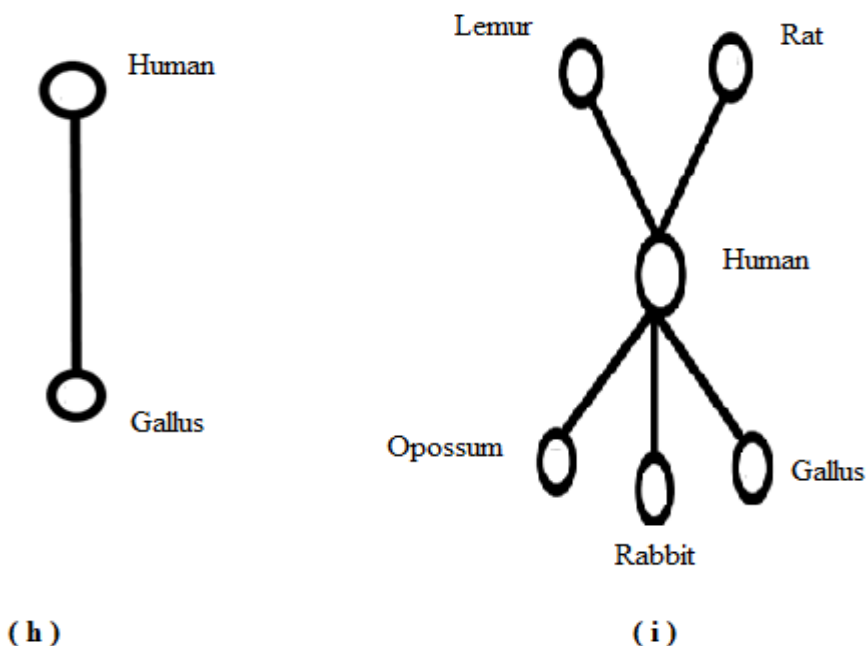 Human
Gallus
( h )
Lemur
Rat
Human
Opossum
Gallus
Rabbit
( i )